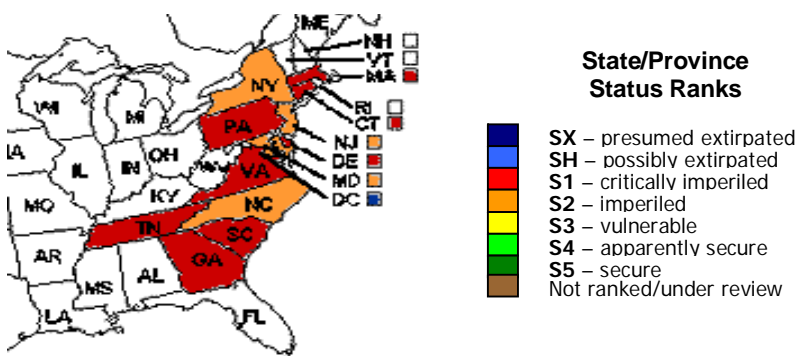 ME
NH
VT
MA
NY
WI
MI
RI
CT
PA
NJ
IA
OH
DE
IL
IN
WV
MD
VA
DC
MO
KY
NC
TN
AR
SC
MS
AL
GA
LA
FL
State/Province
Status Ranks
SX – presumed extirpated
SH – possibly extirpated
S1 – critically imperiled
S2 – imperiled
S3 – vulnerable
S4 – apparently secure
S5 – secure
Not ranked/under review